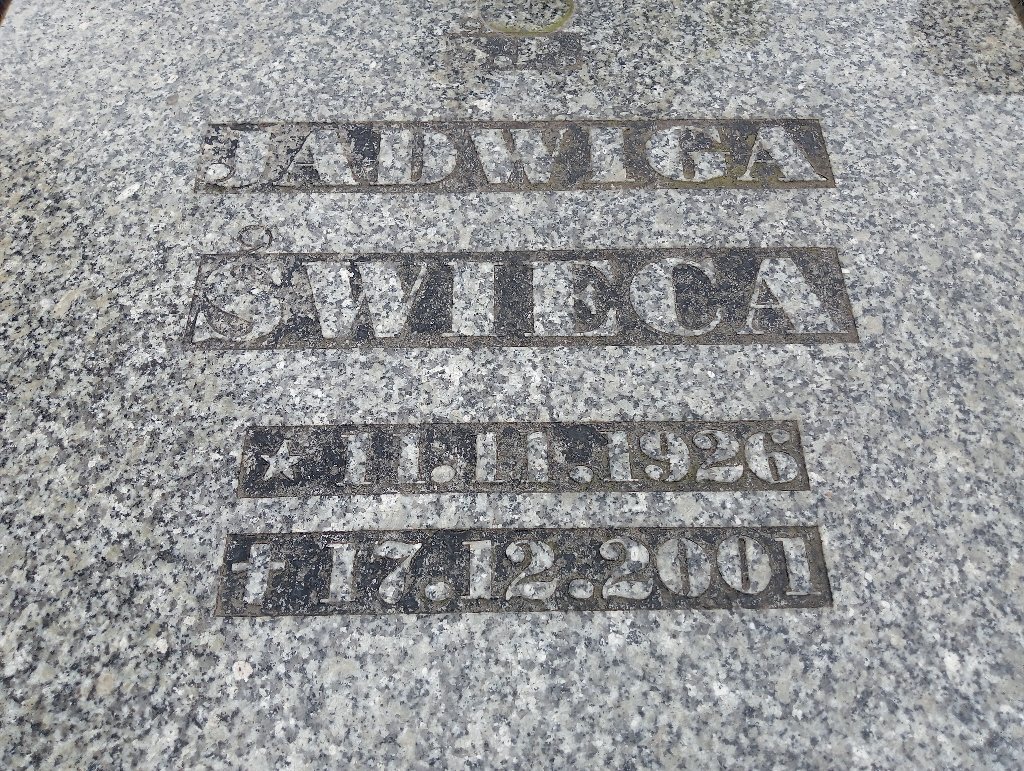 JADWIGA
ŚWIECA
★ 11.11.1926
✝ 17.12.2001